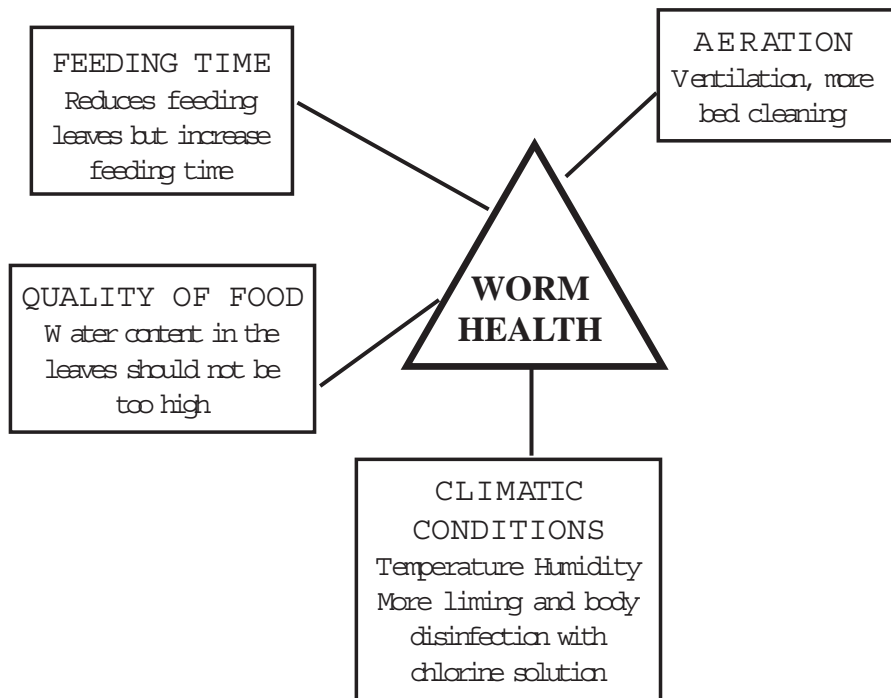 FEEDING TIME
Reduces feeding
leaves but increase
feeding time
AERATION
Ventilation, more
bed cleaning
QUALITY OF FOOD
Water content in the
leaves should not be
too high
WORM
HEALTH
CLIMATIC
CONDITIONS
Temperature Humidity
More liming and body
disinfection with
chlorine solution